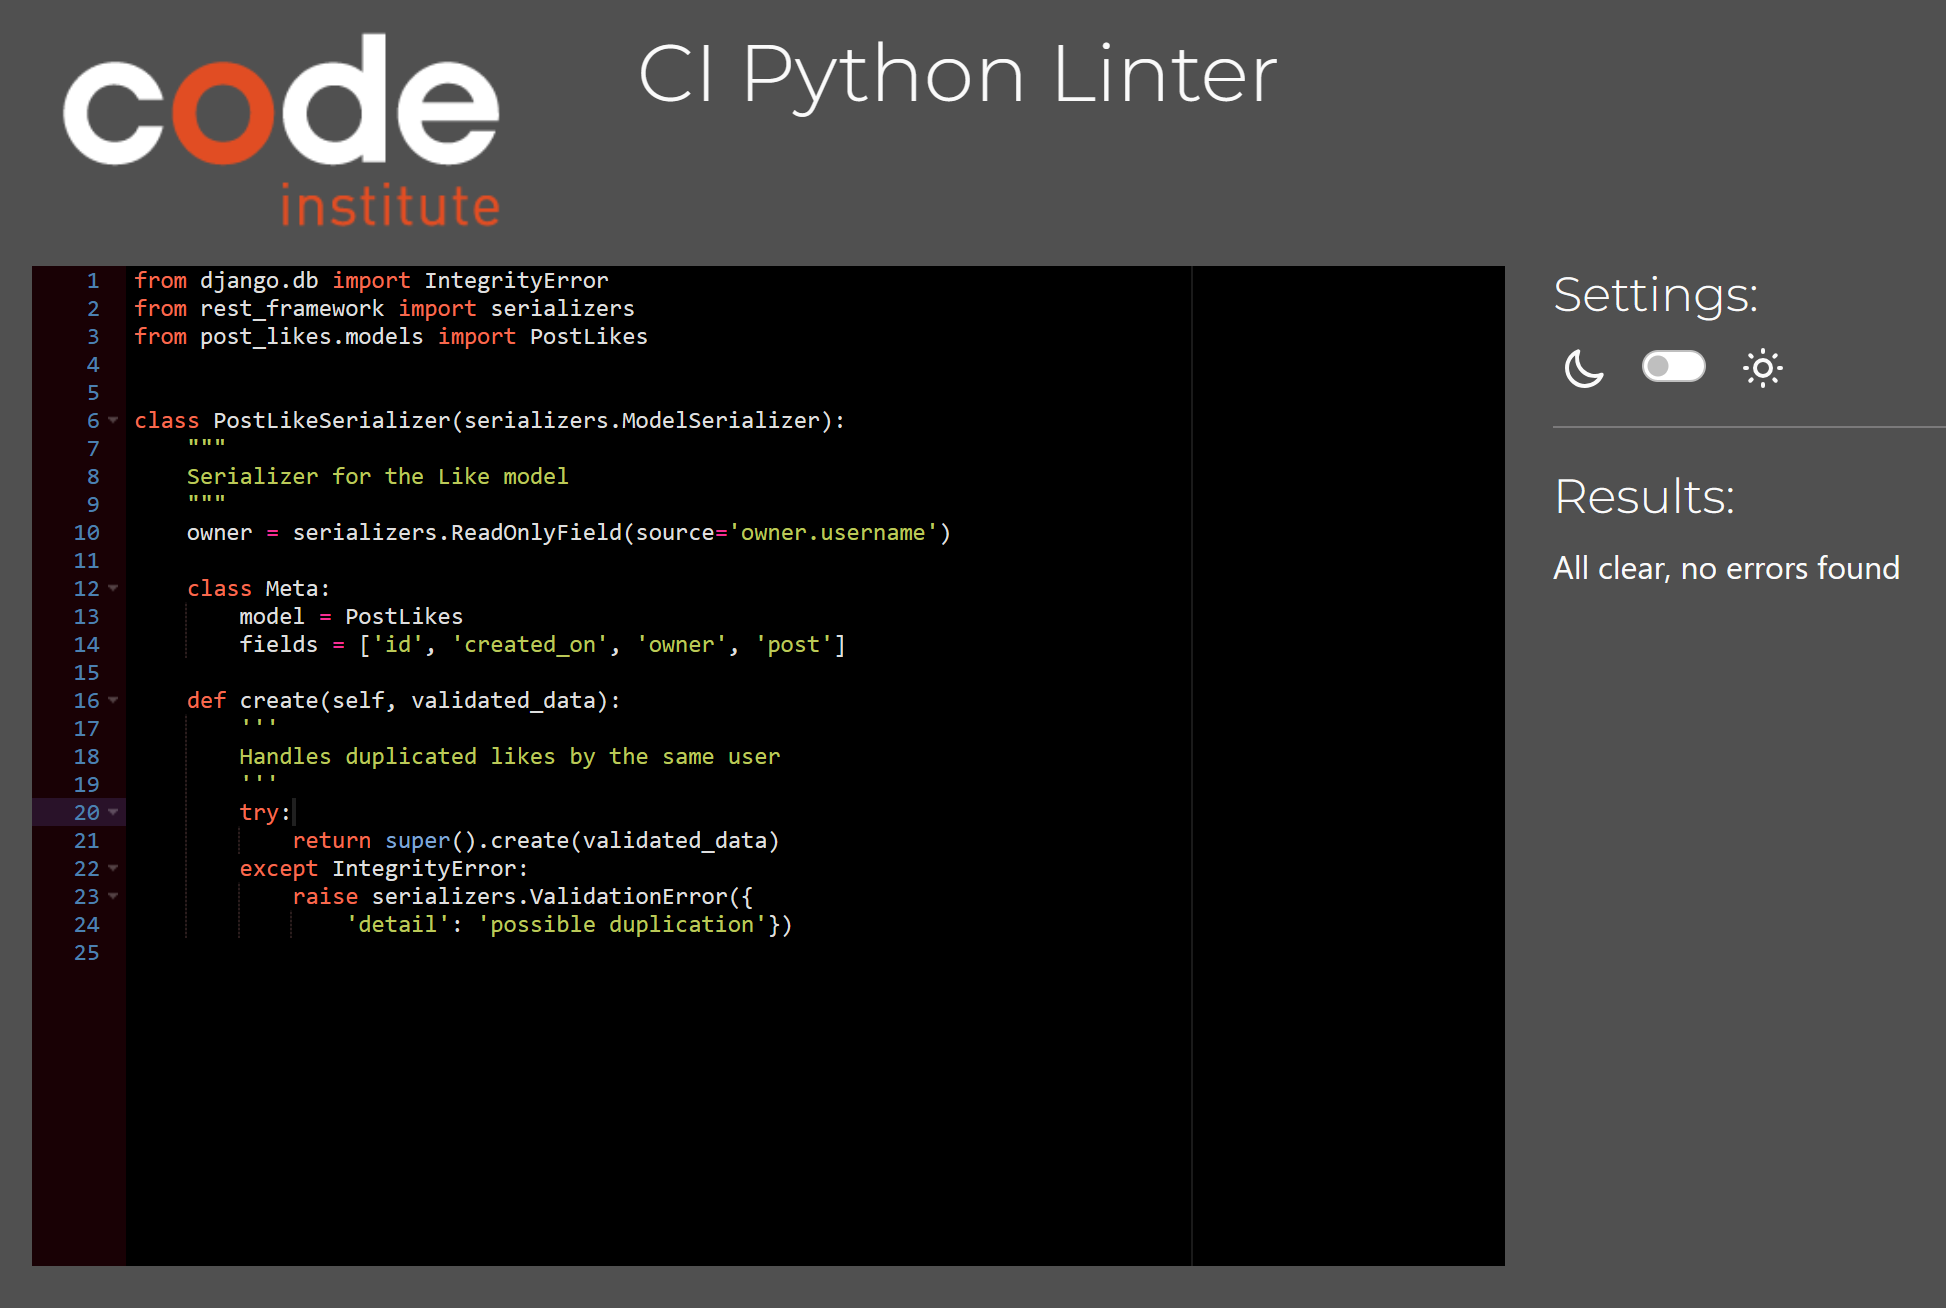 code
institute
CI Python Linter
1 from django.db import IntegrityError
2 from rest_framework import serializers
3 from post_likes.models import PostLikes
4
5
6 class PostLikeSerializer(serializers.ModelSerializer):
7     """
8     Serializer for the Like model
9     """
10     owner = serializers.ReadOnlyField(source='owner.username')
11
12     class Meta:
13         model = PostLikes
14         fields = ['id', 'created_on', 'owner', 'post']
15
16     def create(self, validated_data):
17         '''
18         Handles duplicated likes by the same user
19         '''
20         try:
21             return super().create(validated_data)
22         except IntegrityError:
23             raise serializers.ValidationError({
24                 'detail': 'possible duplication'})
25
Settings:
Results:
All clear, no errors found